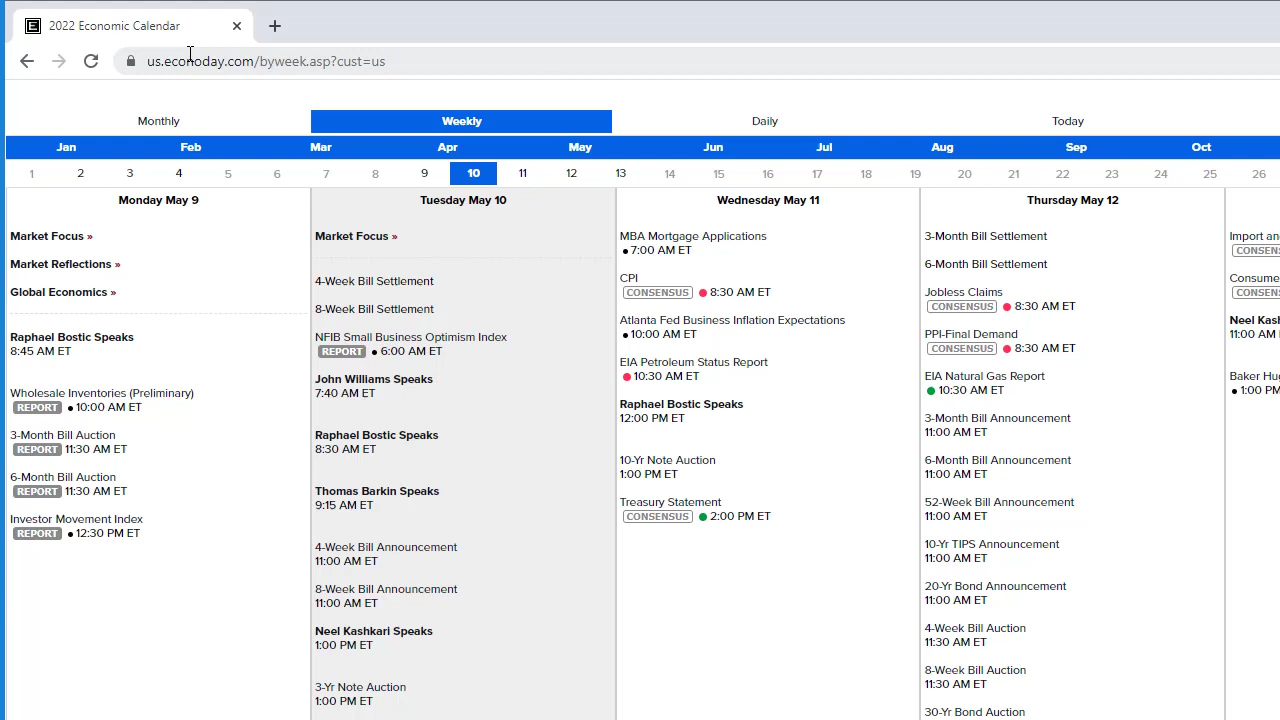 2022 Economic Calendar
us.econoday.com/byweek.asp?cust=us
Monthly Weekly Daily Today
Jan Feb Mar Apr May Jun Jul Aug Sep Oct
1 2 3 4 5 6 7 8 9 10 11 12 13 14 15 16 17 18 19 20 21 22 23 24 25 26
Monday May 9
Market Focus »
Market Reflections »
Global Economics »
Raphael Bostic Speaks
8:45 AM ET
Wholesale Inventories (Preliminary)
REPORT • 10:00 AM ET
3-Month Bill Auction
REPORT 11:30 AM ET
6-Month Bill Auction
REPORT 11:30 AM ET
Investor Movement Index
REPORT • 12:30 PM ET
Tuesday May 10
Market Focus »
4-Week Bill Settlement
8-Week Bill Settlement
NFIB Small Business Optimism Index
REPORT • 6:00 AM ET
John Williams Speaks
7:40 AM ET
Raphael Bostic Speaks
8:30 AM ET
Thomas Barkin Speaks
9:15 AM ET
4-Week Bill Announcement
11:00 AM ET
8-Week Bill Announcement
11:00 AM ET
Neel Kashkari Speaks
1:00 PM ET
3-Yr Note Auction
1:00 PM ET
Wednesday May 11
MBA Mortgage Applications
• 7:00 AM ET
CPI
CONSENSUS • 8:30 AM ET
Atlanta Fed Business Inflation Expectations
• 10:00 AM ET
EIA Petroleum Status Report
• 10:30 AM ET
Raphael Bostic Speaks
12:00 PM ET
10-Yr Note Auction
1:00 PM ET
Treasury Statement
CONSENSUS • 2:00 PM ET
Thursday May 12
3-Month Bill Settlement
6-Month Bill Settlement
Jobless Claims
CONSENSUS • 8:30 AM ET
PPI-Final Demand
CONSENSUS • 8:30 AM ET
EIA Natural Gas Report
• 10:30 AM ET
3-Month Bill Announcement
11:00 AM ET
6-Month Bill Announcement
11:00 AM ET
52-Week Bill Announcement
11:00 AM ET
10-Yr TIPS Announcement
11:00 AM ET
20-Yr Bond Announcement
11:00 AM ET
4-Week Bill Auction
11:30 AM ET
8-Week Bill Auction
11:30 AM ET
30-Yr Bond Auction
Import an
CONSEN
Consume
CONSEN
Neel Kash
11:00 AM
Baker Hug
• 1:00 PM